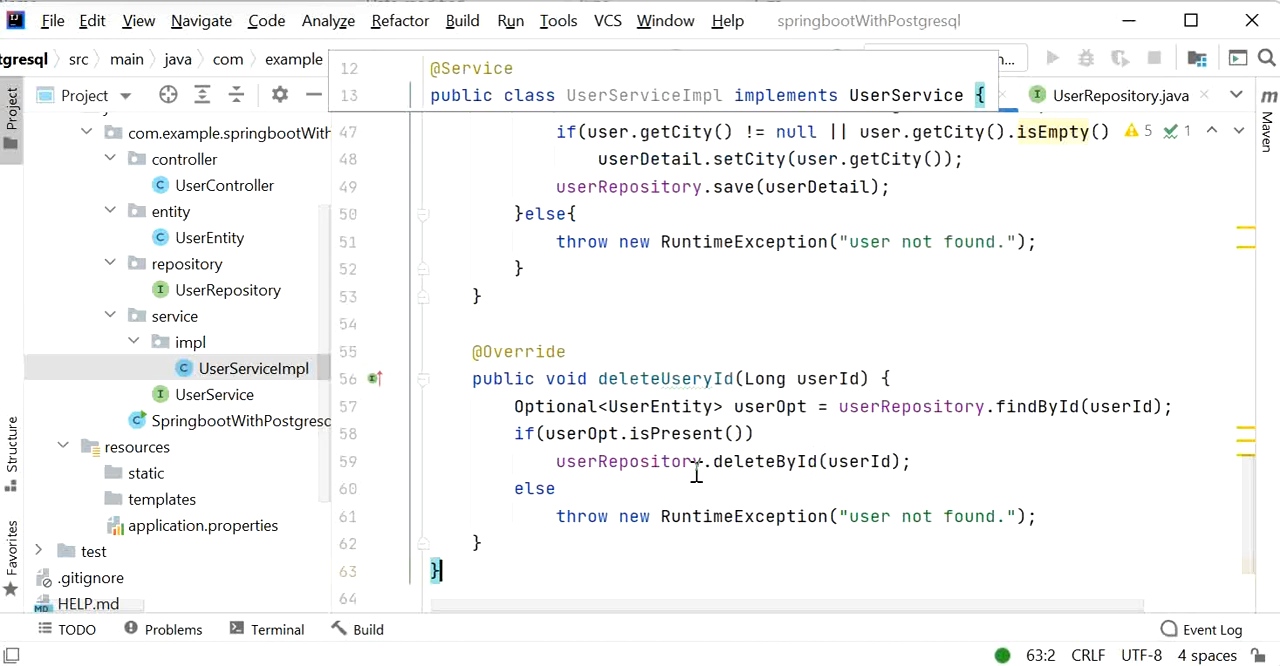 File Edit View Navigate Code Analyze Refactor Build Run Tools VCS Window Help springbootWithPostgresql
tgresql src main java com example n...
Project
12 @Service
13 public class UserServiceImpl implements UserService {
UserRepository.java
Project
Maven
Structure
Favorites
com.example.springbootWith
controller
UserController
entity
UserEntity
repository
UserRepository
service
impl
UserServiceImpl
UserService
SpringbootWithPostgresc
resources
static
templates
application.properties
test
.gitignore
HELP.md
47 if(user.getCity() != null || user.getCity().isEmpty() 5 1
48 userDetail.setCity(user.getCity());
49 userRepository.save(userDetail);
50 }else{
51 throw new RuntimeException("user not found.");
52 }
53 }
54
55 @Override
56 public void deleteUseryId(Long userId) {
57 Optional<UserEntity> userOpt = userRepository.findById(userId);
58 if(userOpt.isPresent())
59 userRepository.deleteById(userId);
60 else
61 throw new RuntimeException("user not found.");
62 }
63 }
64
TODO Problems Terminal Build Event Log
63:2 CRLF UTF-8 4 spaces